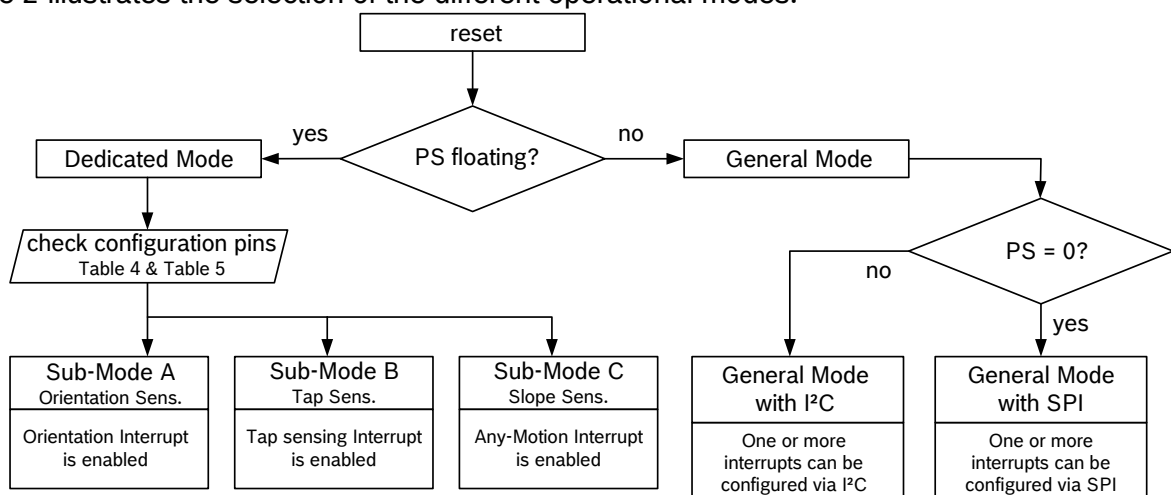 2 illustrates the selection of the different operational modes.
reset
yes
PS floating?
no
Dedicated Mode
General Mode
check configuration pins
Table 4 & Table 5
PS = 0?
no
yes
Sub-Mode A
Orientation Sens.
Orientation Interrupt
is enabled
Sub-Mode B
Tap Sens.
Tap sensing Interrupt
is enabled
Sub-Mode C
Slope Sens.
Any-Motion Interrupt
is enabled
General Mode
with I²C
One or more
interrupts can be
configured via I²C
General Mode
with SPI
One or more
interrupts can be
configured via SPI